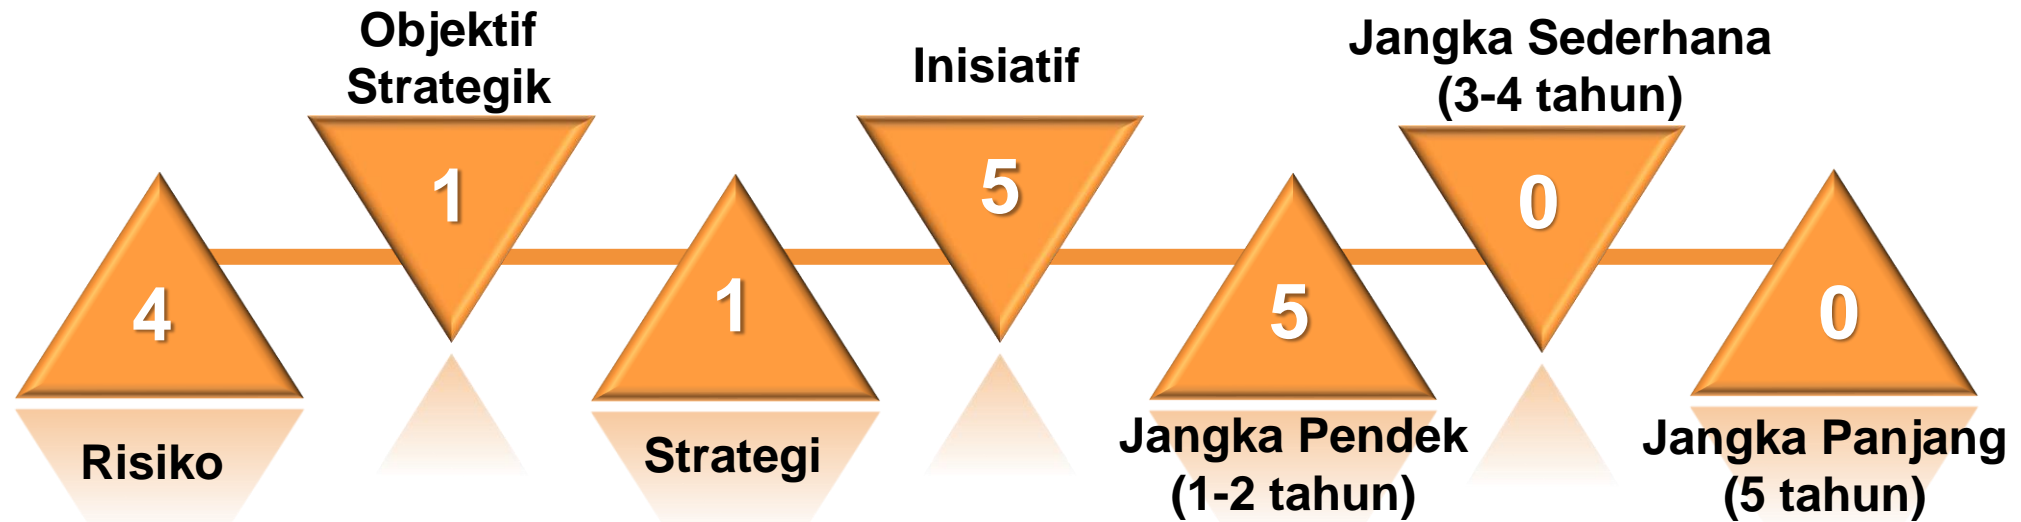 4
Risiko
Objektif
Strategik
1
1
Strategi
Inisiatif
5
5
Jangka Pendek
(1-2 tahun)
Jangka Sederhana
(3-4 tahun)
0
0
Jangka Panjang
(5 tahun)